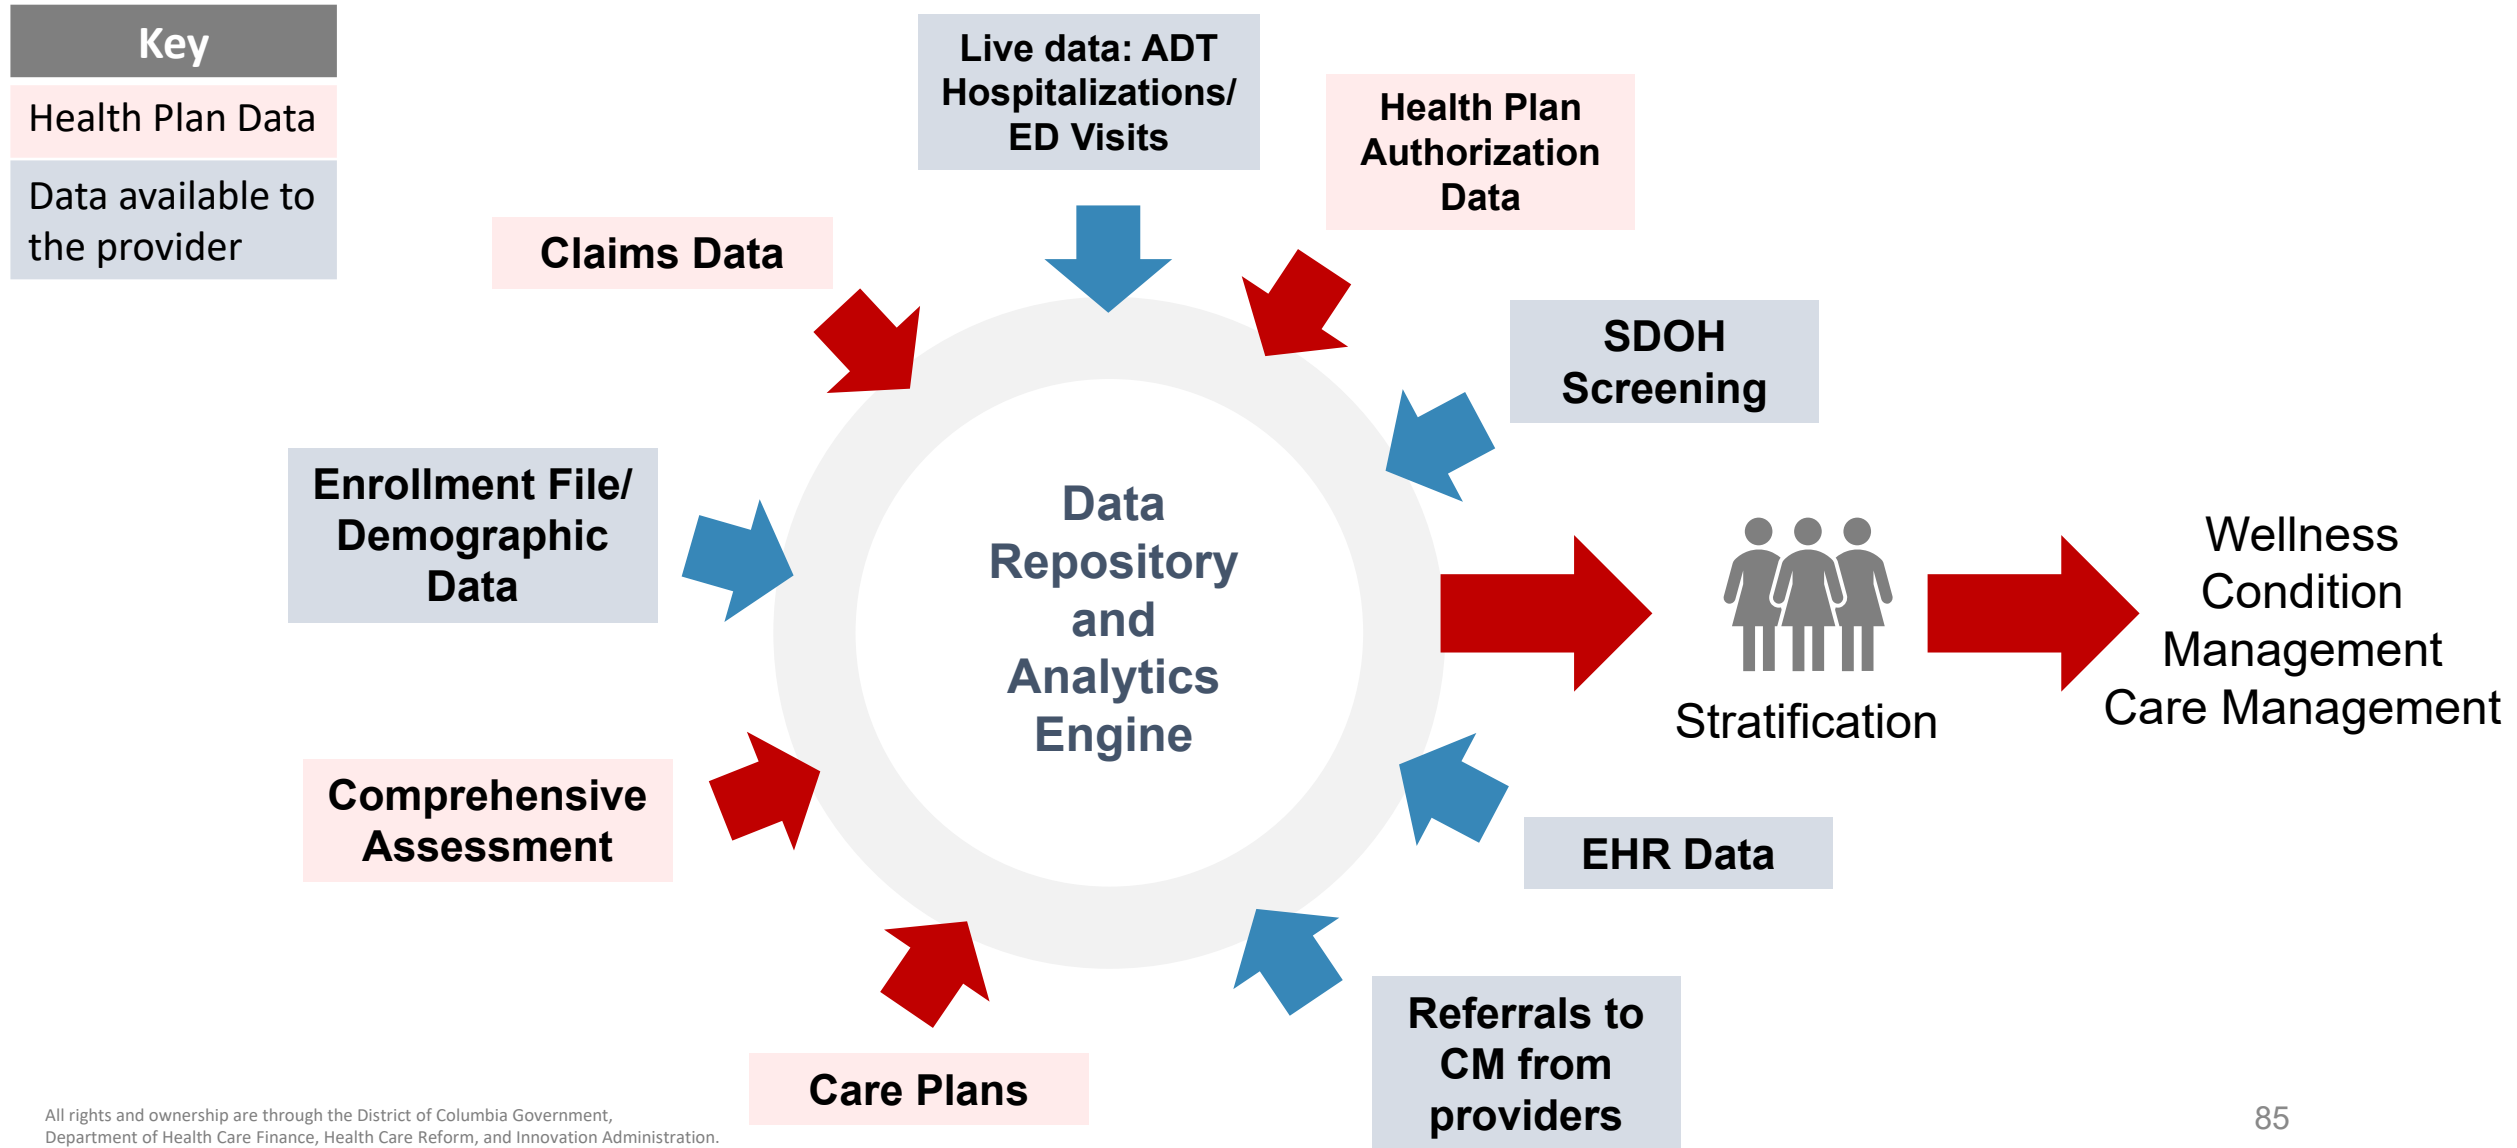 Key
Health Plan Data
Data available to
the provider
Live data: ADT
Hospitalizations/
ED Visits
Health Plan
Authorization
Data
Claims Data
SDOH
Screening
Enrollment File/
Demographic
Data
Data
Repository
and
Analytics
Engine
Stratification
Wellness
Condition
Management
Care Management
Comprehensive
Assessment
EHR Data
Care Plans
Referrals to
CM from
providers
All rights and ownership are through the District of Columbia Government,
Department of Health Care Finance, Health Care Reform, and Innovation Administration.
85